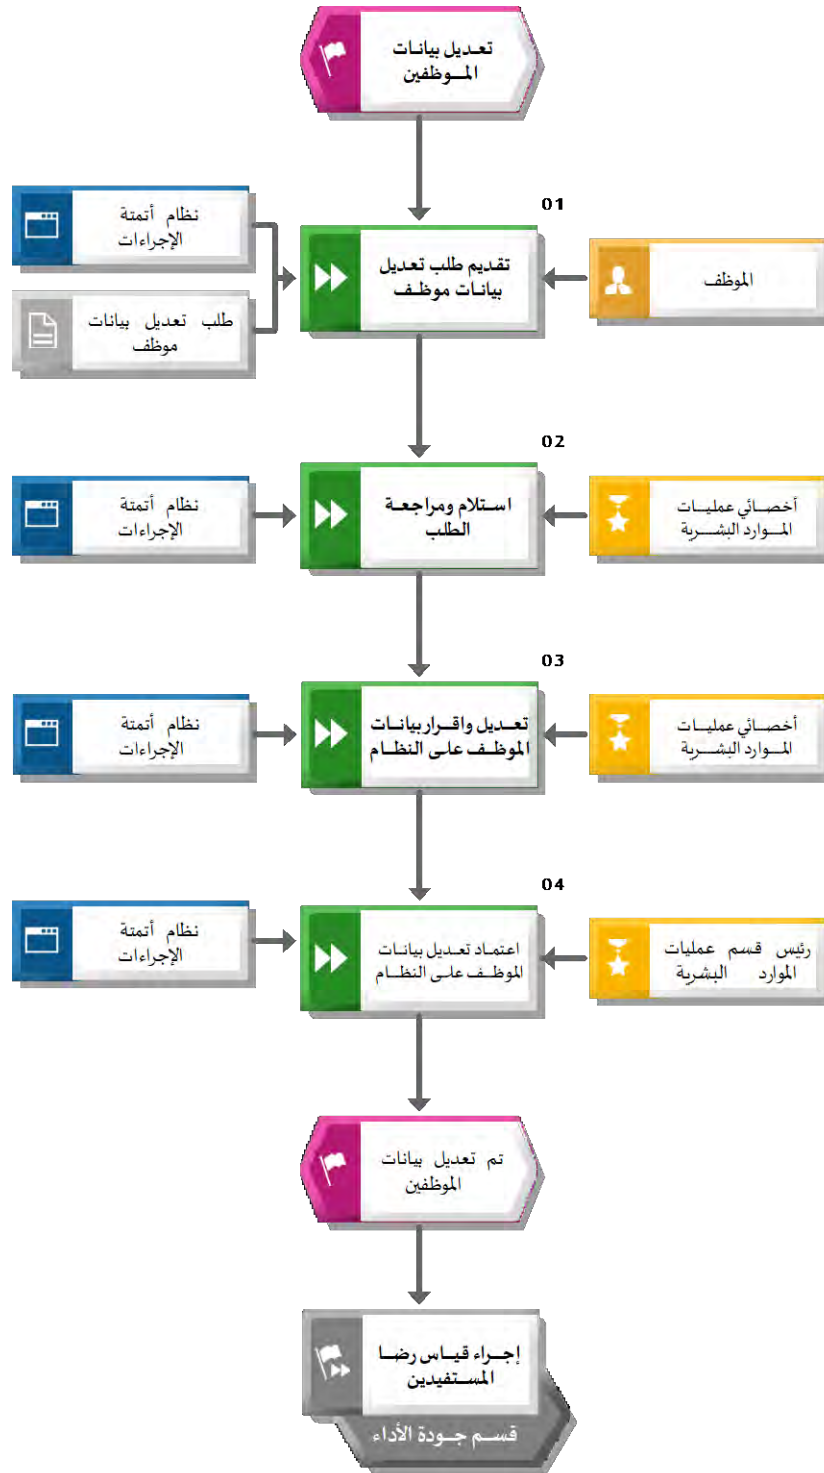 تعديل بيانات
الموظفين
01
نظام أتمتة
الإجراءات
تقديم طلب تعديل
بيانات موظف
الموظف
طلب تعديل بيانات
موظف
02
أخصائي عمليات
الموارد البشرية
استلام ومراجعة
الطلب
نظام أتمتة
الإجراءات
03
أخصائي عمليات
الموارد البشرية
تعديل واقرار بيانات
الموظف على النظام
نظام أتمتة
الإجراءات
04
رئيس قسم عمليات
الموارد البشرية
اعتماد تعديل بيانات
الموظف على النظام
نظام أتمتة
الإجراءات
تم تعديل بيانات
الموظفين
إجراء قياس رضا
المستفيدين
قسم جودة الأداء